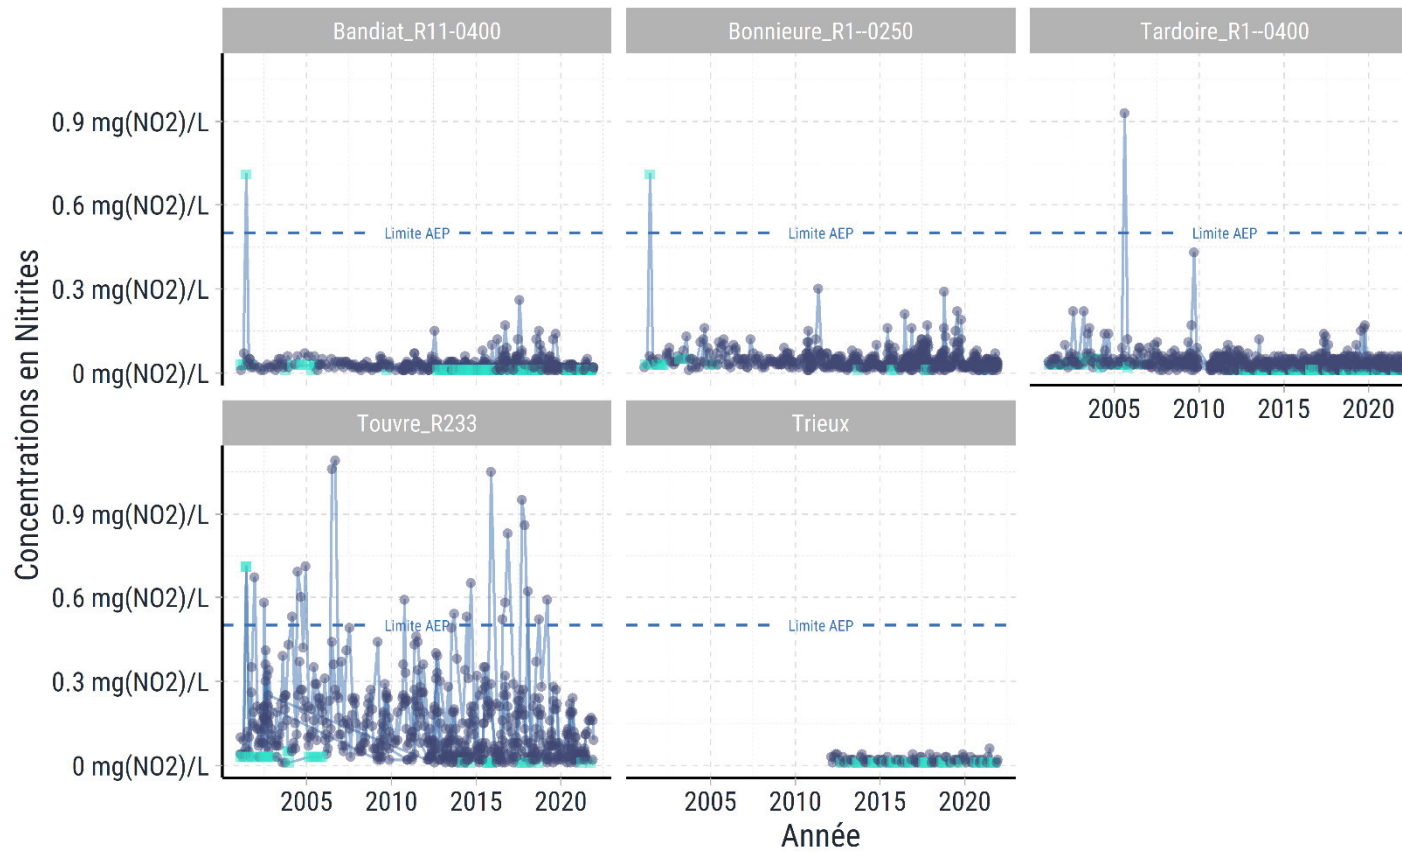 Bandiat_R11-0400
Bonnieure_R1--0250
Tardoire_R1--0400
Concentrations en Nitrites
0.9 mg(NO2)/L
0.6 mg(NO2)/L
0.3 mg(NO2)/L
0 mg(NO2)/L
Limite AEP
Limite AEP
Limite AEP
2005 2010 2015 2020
Touvre_R233
Trieux
0.9 mg(NO2)/L
0.6 mg(NO2)/L
0.3 mg(NO2)/L
0 mg(NO2)/L
Limite AEP
Limite AEP
2005 2010 2015 2020
2005 2010 2015 2020
Année